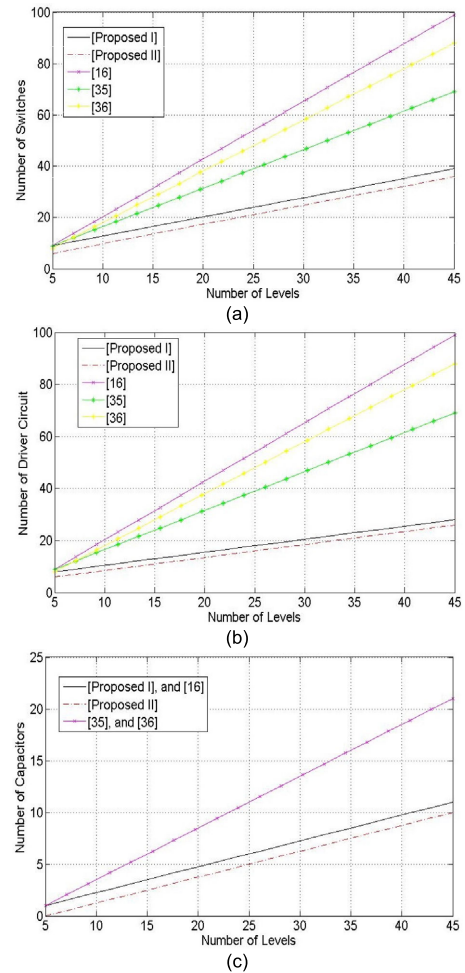 100
80
60
40
20
0
Number of Switches
[Proposed I]
[Proposed II]
[16]
[35]
[36]
5 10 15 20 25 30 35 40 45
Number of Levels
(a)
100
80
60
40
20
0
Number of Driver Circuit
[Proposed I]
[Proposed II]
[16]
[35]
[36]
5 10 15 20 25 30 35 40 45
Number of Levels
(b)
25
20
15
10
5
0
Number of Capacitors
[Proposed I], and [16]
[Proposed II]
[35], and [36]
5 10 15 20 25 30 35 40 45
Number of Levels
(c)